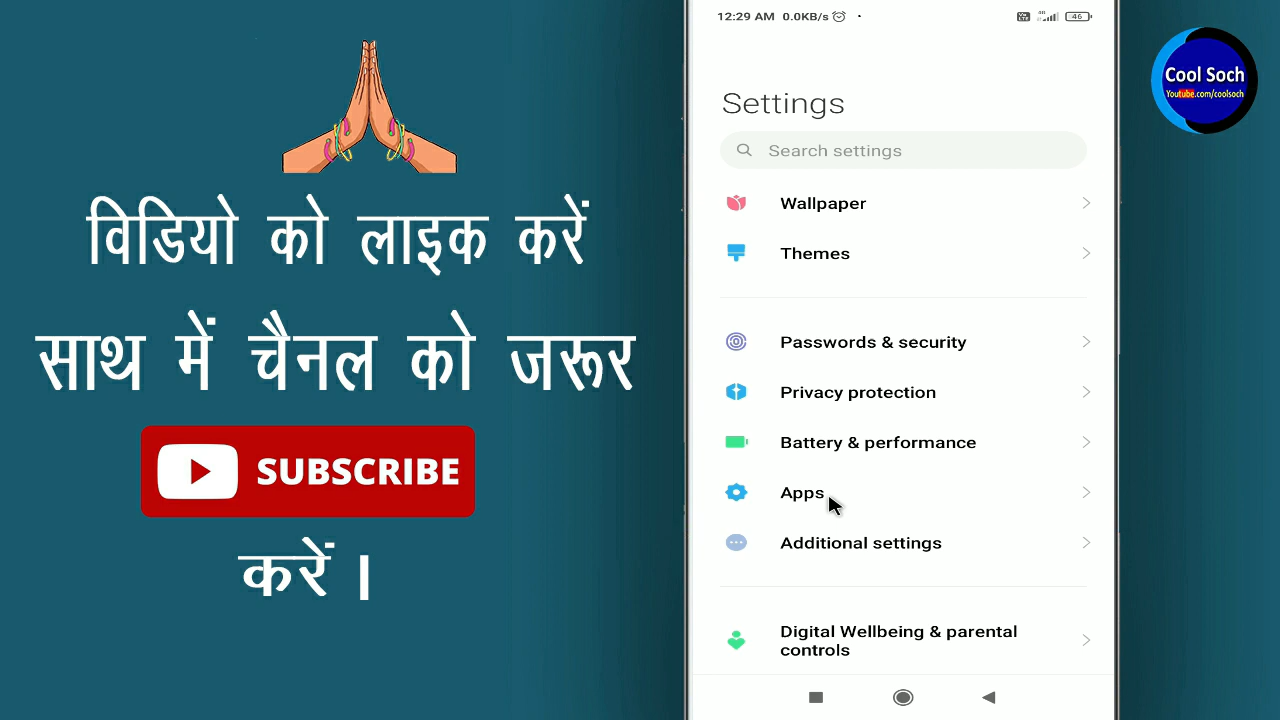 विडियो को लाइक करें
साथ में चैनल को जरूर
SUBSCRIBE
करें ।
12:29 AM 0.0KB/s
46
Settings
Search settings
Wallpaper
Themes
Passwords & security
Privacy protection
Battery & performance
Apps
Additional settings
Digital Wellbeing & parental
controls
Cool Soch
Youtube.com/coolsoch